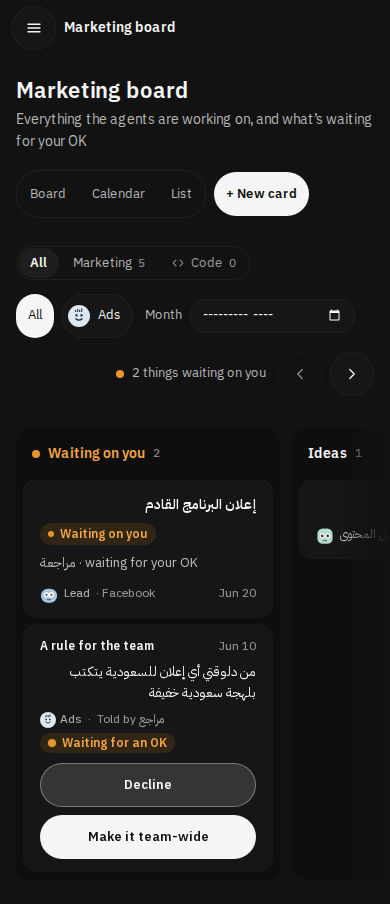 Marketing board
Marketing board
Everything the agents are working on, and what's waiting
for your OK
Board Calendar List + New card
All Marketing 5 Code 0
All Ads Month --------- ----
2 things waiting on you
Waiting on you 2
إعلان البرنامج القادم
Waiting on you
مراجعة · waiting for your OK
Lead · Facebook Jun 20
A rule for the team Jun 10
من دلوقتي أي إعلان للسعودية يتكتب
بلهجة سعودية خفيفة
Ads · Told by مراجع
Waiting for an OK
Decline
Make it team-wide
Ideas 1
المحتوى